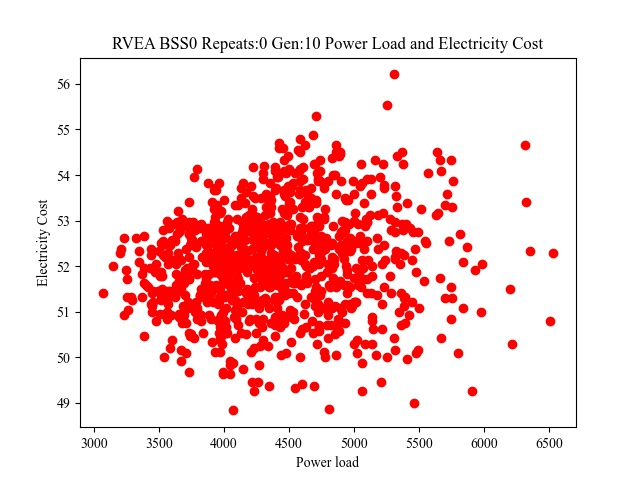 RVEA BSS0 Repeats:0 Gen:10 Power Load and Electricity Cost
56
55
54
53
52
51
50
49
Electricity Cost
3000 3500 4000 4500 5000 5500 6000 6500
Power load